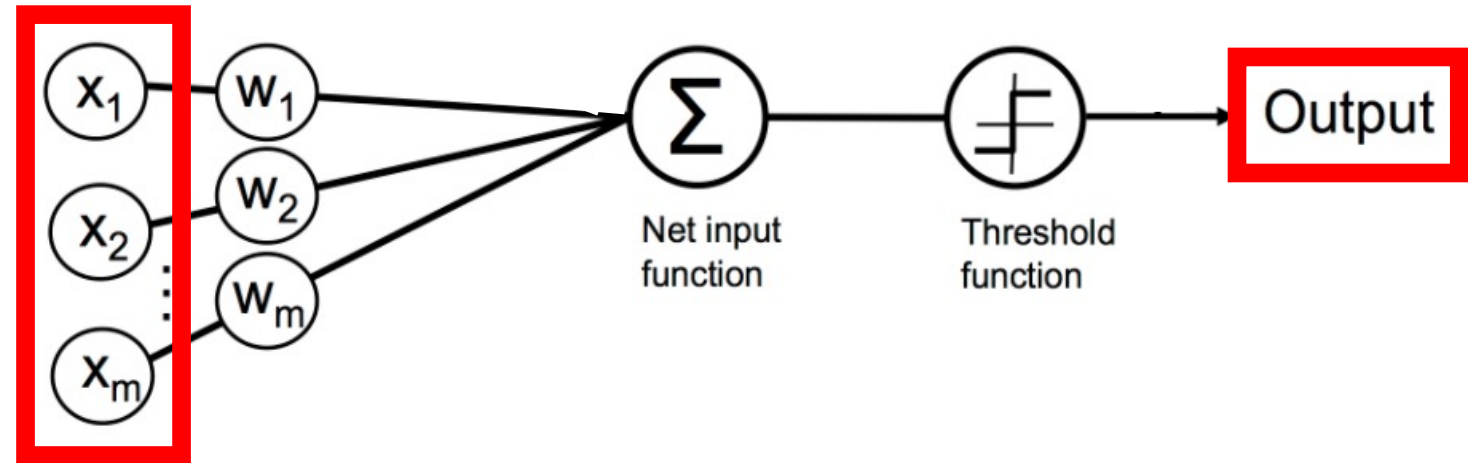 x₁ w₁
x₂ w₂
⋮
xₘ wₘ
Σ
Net input
function
Threshold
function
Output